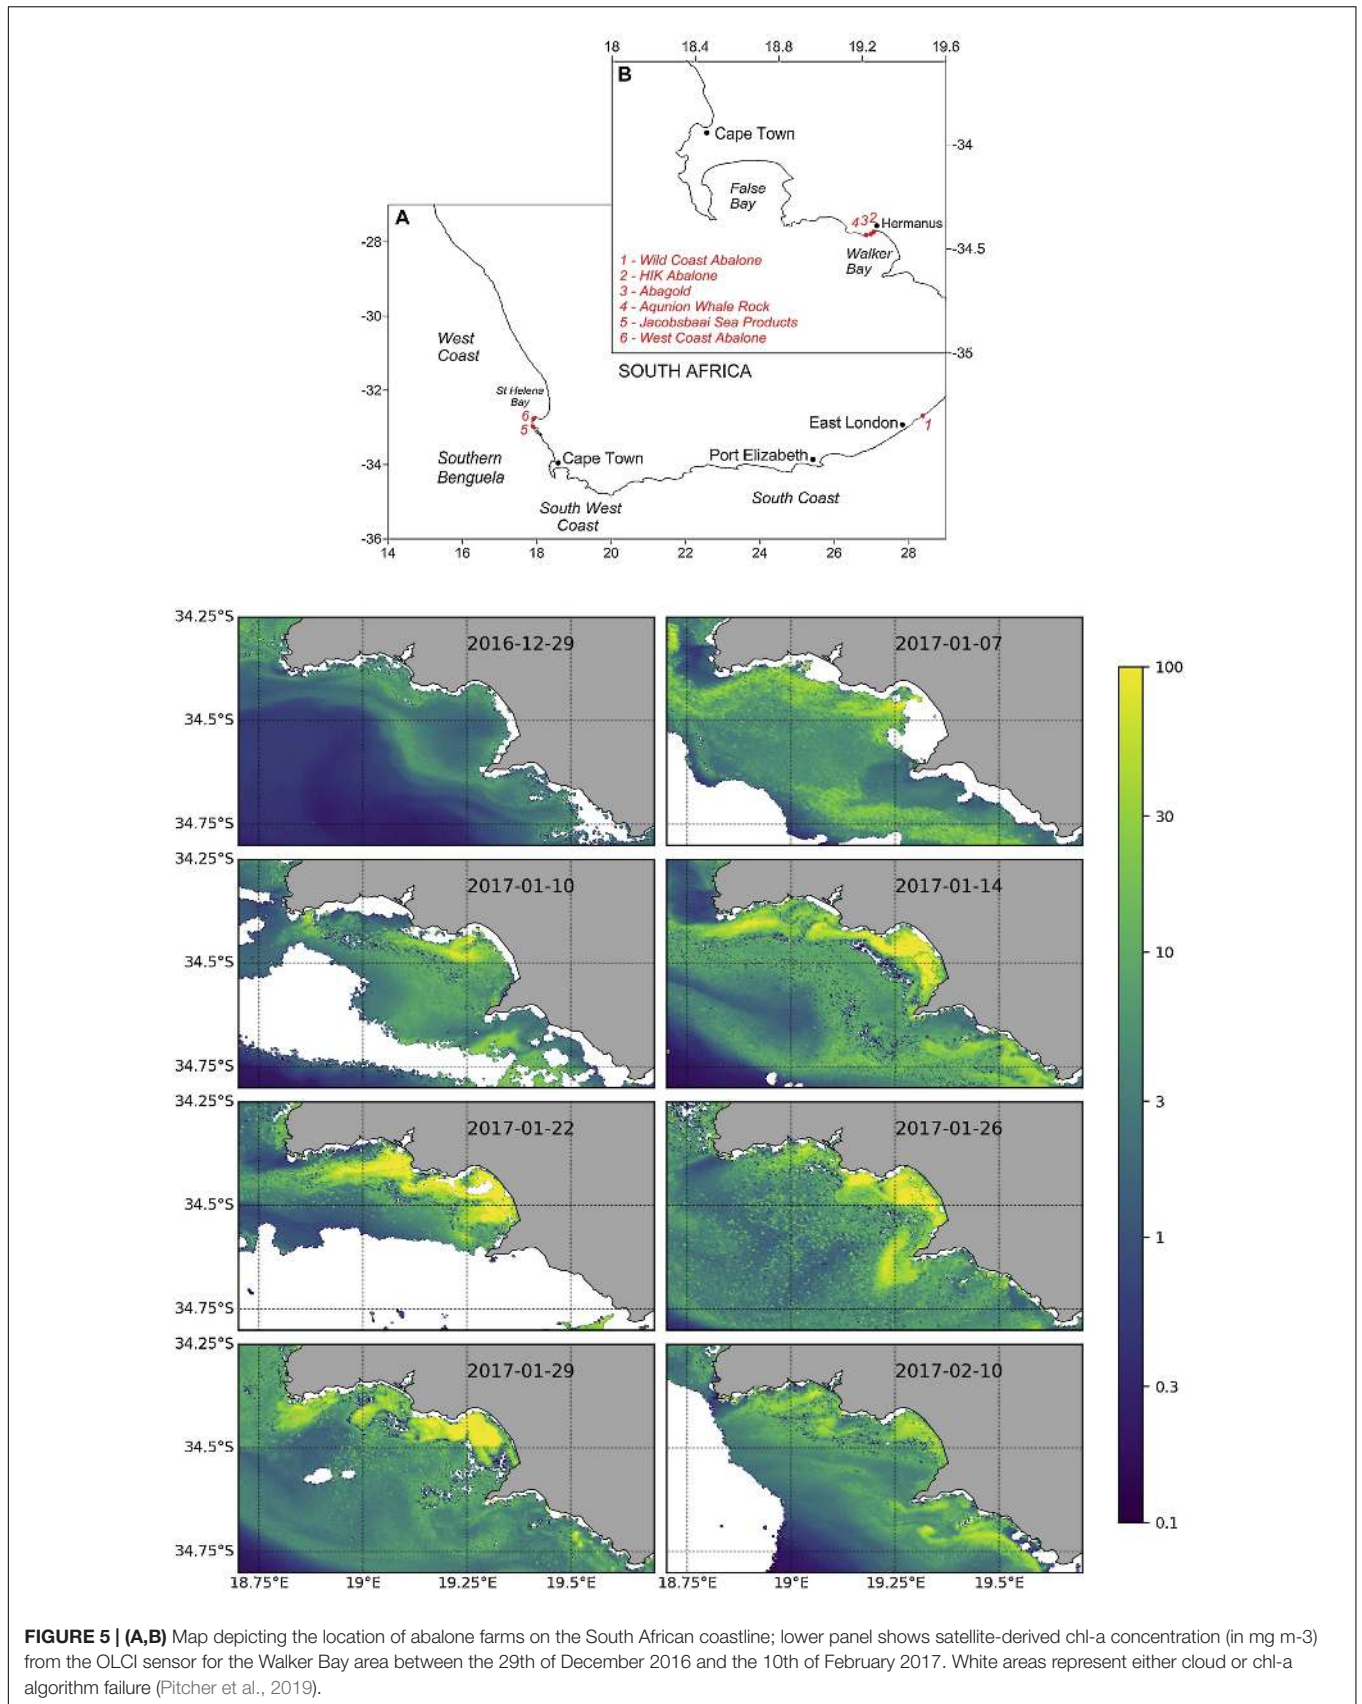 18 18.4 18.8 19.2 19.6
B
Cape Town
-34
False
Bay
432 Hermanus
-34.5
Walker
Bay
1 - Wild Coast Abalone
2 - HIK Abalone
3 - Abagold
4 - Aqunion Whale Rock
5 - Jacobsbaai Sea Products
6 - West Coast Abalone
-35
A
-28
-30
West
Coast
SOUTH AFRICA
-32
St Helena
Bay
6
5
East London
1
Southern
Benguela
Cape Town
Port Elizabeth
-34
South West
Coast
South Coast
-36
14 16 18 20 22 24 26 28
34.25°S
2016-12-29 2017-01-07
34.5°S
34.75°S
34.25°S
2017-01-10 2017-01-14
34.5°S
34.75°S
34.25°S
2017-01-22 2017-01-26
34.5°S
34.75°S
34.25°S
2017-01-29 2017-02-10
34.5°S
34.75°S
18.75°E 19°E 19.25°E 19.5°E 18.75°E 19°E 19.25°E 19.5°E
100
30
10
3
1
0.3
0.1
FIGURE 5 | (A,B) Map depicting the location of abalone farms on the South African coastline; lower panel shows satellite-derived chl-a concentration (in mg m-3)
from the OLCI sensor for the Walker Bay area between the 29th of December 2016 and the 10th of February 2017. White areas represent either cloud or chl-a
algorithm failure (Pitcher et al., 2019).